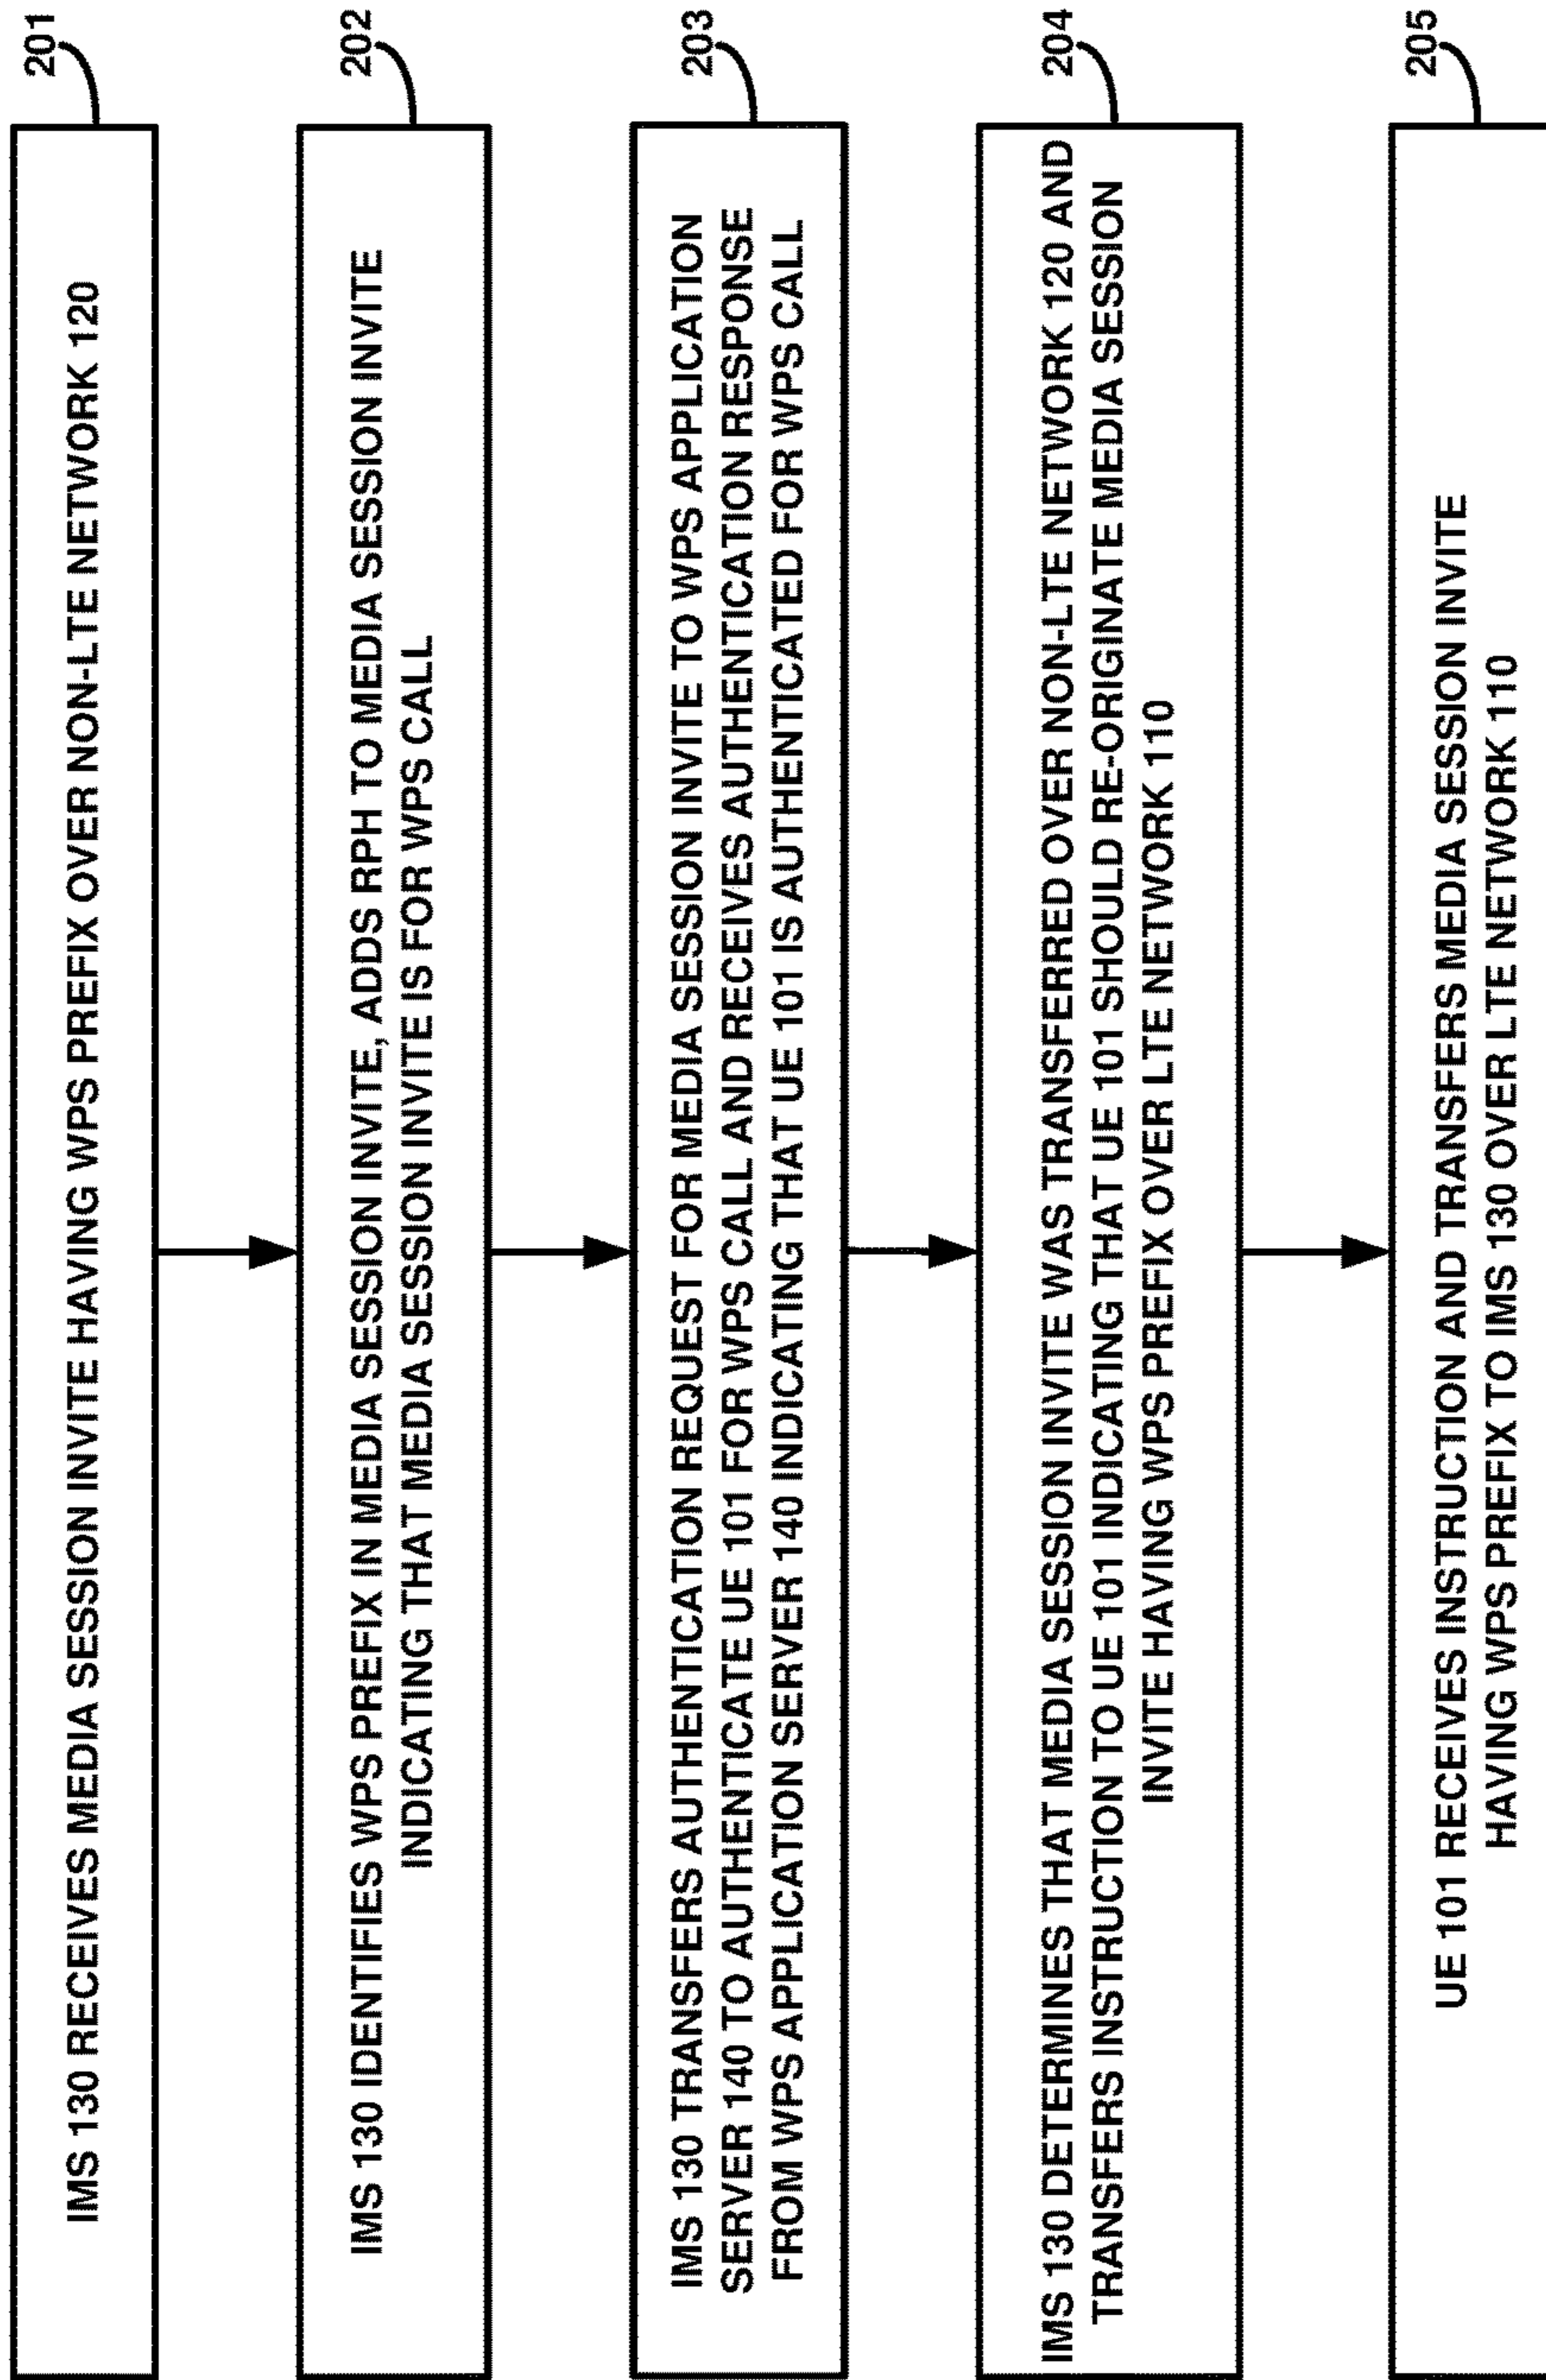 201
IMS 130 RECEIVES MEDIA SESSION INVITE HAVING WPS PREFIX OVER NON-LTE NETWORK 120
202
IMS 130 IDENTIFIES WPS PREFIX IN MEDIA SESSION INVITE, ADDS RPH TO MEDIA SESSION INVITE
INDICATING THAT MEDIA SESSION INVITE IS FOR WPS CALL
203
IMS 130 TRANSFERS AUTHENTICATION REQUEST FOR MEDIA SESSION INVITE TO WPS APPLICATION
SERVER 140 TO AUTHENTICATE UE 101 FOR WPS CALL AND RECEIVES AUTHENTICATION RESPONSE
FROM WPS APPLICATION SERVER 140 INDICATING THAT UE 101 IS AUTHENTICATED FOR WPS CALL
204
IMS 130 DETERMINES THAT MEDIA SESSION INVITE WAS TRANSFERRED OVER NON-LTE NETWORK 120 AND
TRANSFERS INSTRUCTION TO UE 101 INDICATING THAT UE 101 SHOULD RE-ORIGINATE MEDIA SESSION
INVITE HAVING WPS PREFIX OVER LTE NETWORK 110
205
UE 101 RECEIVES INSTRUCTION AND TRANSFERS MEDIA SESSION INVITE
HAVING WPS PREFIX TO IMS 130 OVER LTE NETWORK 110